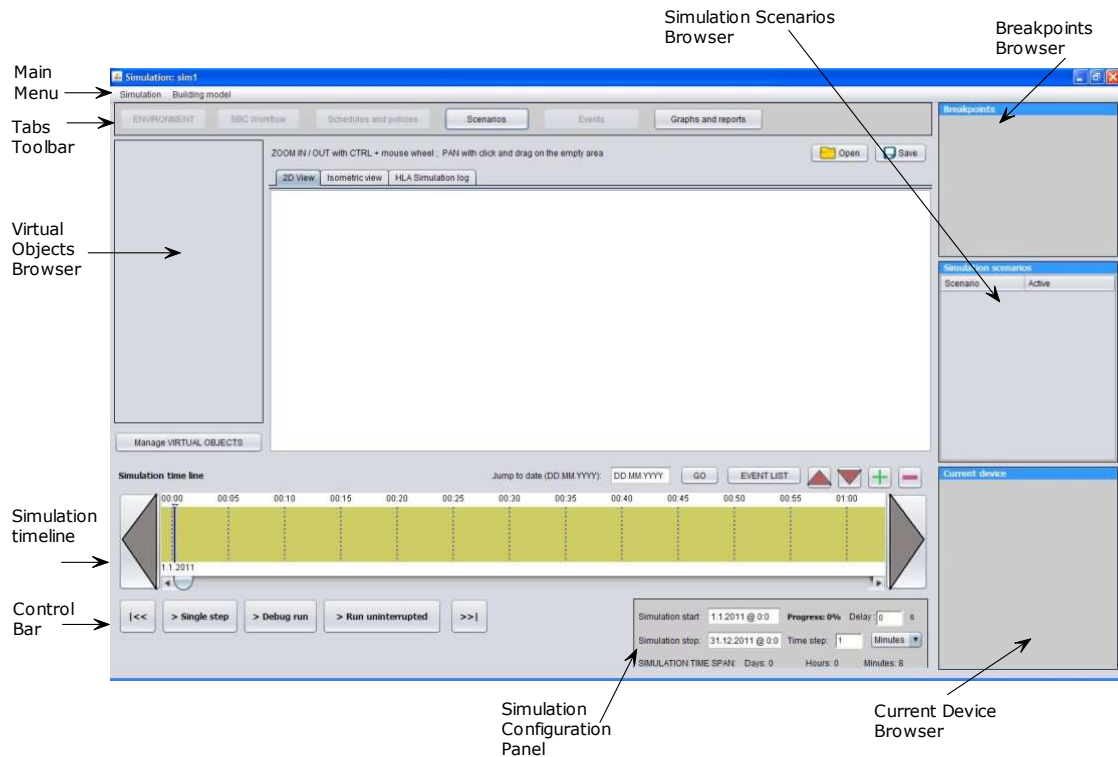 Simulation Scenarios
Browser
Breakpoints
Browser
Main
Menu
Simulation: sim1
Simulation Building model
Tabs
Toolbar
ENVIRONMENT SBC Workflow Schedules and policies Scenarios Events Graphs and reports
Breakpoints
ZOOM IN / OUT with CTRL + mouse wheel ; PAN with click and drag on the empty area
Open Save
2D View Isometric view HLA Simulation log
Virtual
Objects
Browser
Simulation scenarios
Scenario Active
Manage VIRTUAL OBJECTS
Simulation time line
Jump to date (DD.MM.YYYY): DD.MM.YYYY GO EVENT LIST
Current device
00:00 00:05 00:10 00:15 00:20 00:25 00:30 00:35 00:40 00:45 00:50 00:55 01:00
1.1.2011
Simulation
timeline
Control
Bar
|<< > Single step > Debug run > Run uninterrupted >>|
Simulation start 1.1.2011 @ 0:0 Progress: 0% Delay: 0 s
Simulation stop: 31.12.2011 @ 0:0 Time step: 1 Minutes
SIMULATION TIME SPAN: Days: 0 Hours: 0 Minutes: 8
Simulation
Configuration
Panel
Current Device
Browser